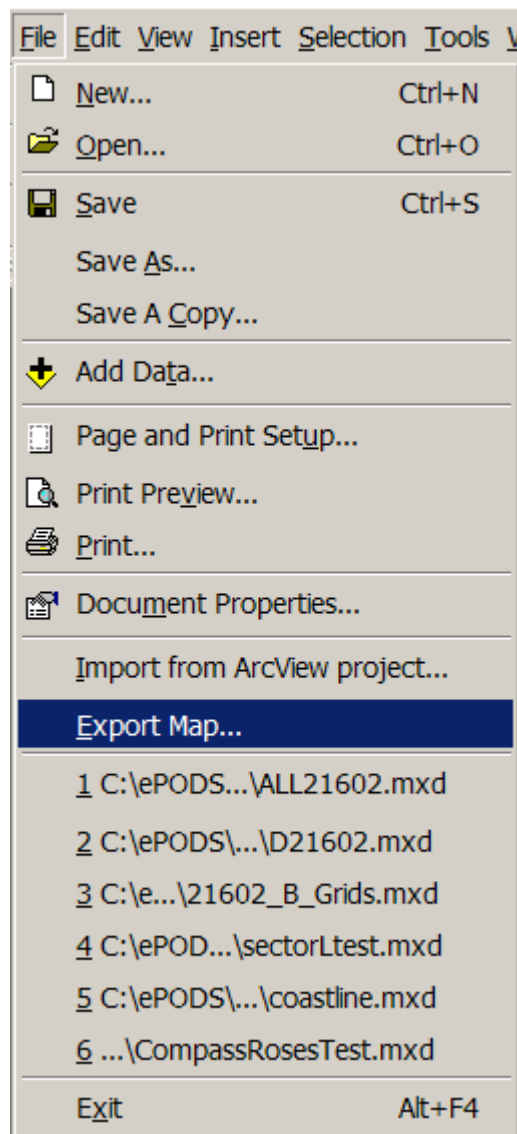 File Edit View Insert Selection Tools
New... Ctrl+N
Open... Ctrl+O
Save Ctrl+S
Save As...
Save A Copy...
Add Data...
Page and Print Setup...
Print Preview...
Print...
Document Properties...
Import from ArcView project...
Export Map...
1 C:\ePODS...\ALL21602.mxd
2 C:\ePODS\...\D21602.mxd
3 C:\e...\21602_B_Grids.mxd
4 C:\ePOD...\sectorLtest.mxd
5 C:\ePODS\...\coastline.mxd
6 ...\CompassRosesTest.mxd
Exit Alt+F4